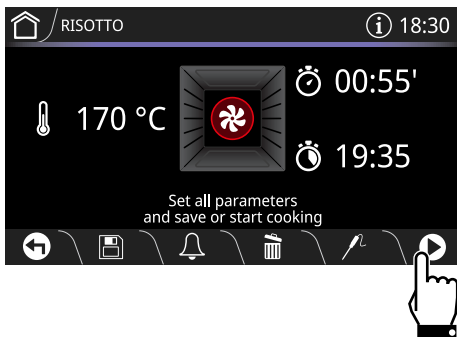 RISOTTO
i 18:30
00:55'
170 °C
19:35
Set all parameters
and save or start cooking